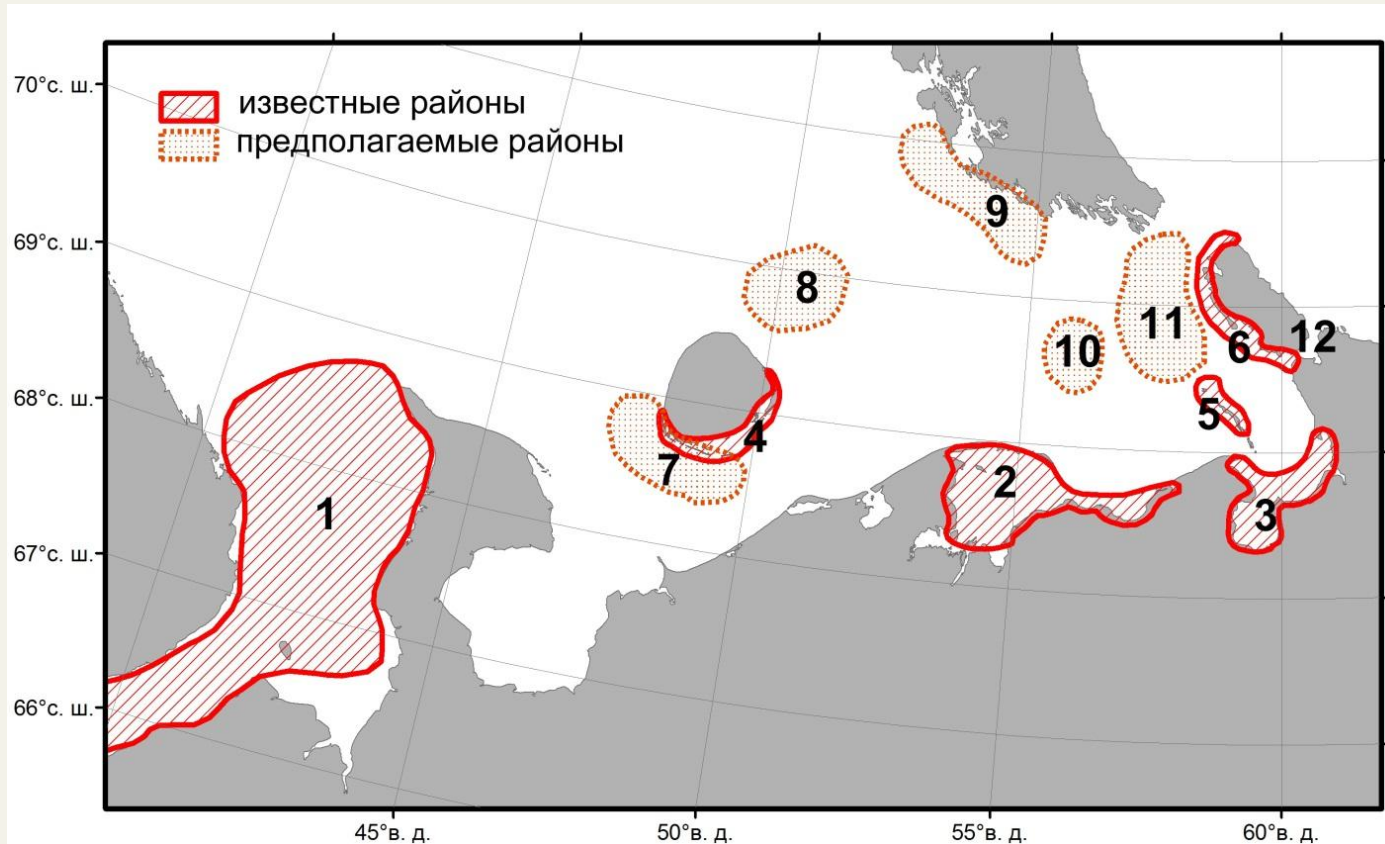 70°с. ш.
известные районы
предполагаемые районы
9
69°с. ш.
8
11
12
6
10
68°с. ш.
5
4
7
2
1
3
67°с. ш.
66°с. ш.
45°в. д.
50°в. д.
55°в. д.
60°в. д.